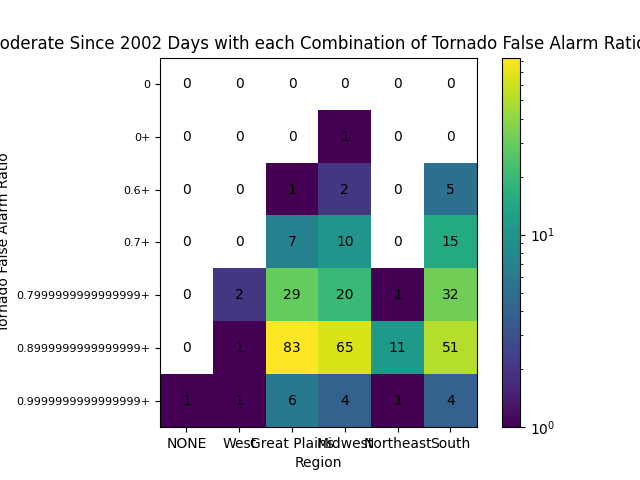 oderate Since 2002 Days with each Combination of Tornado False Alarm Ratio
Tornado False Alarm Ratio
0 0 0 0 0 0 0
0+ 0 0 0 1 0 0
0.6+ 0 0 1 2 0 5
0.7+ 0 0 7 10 0 15
0.7999999999999999+ 0 2 29 20 1 32
0.8999999999999999+ 0 1 83 65 11 51
0.9999999999999999+ 1 1 6 4 1 4
NONE West Great Plains Midwest Northeast South
Region
10¹
10⁰